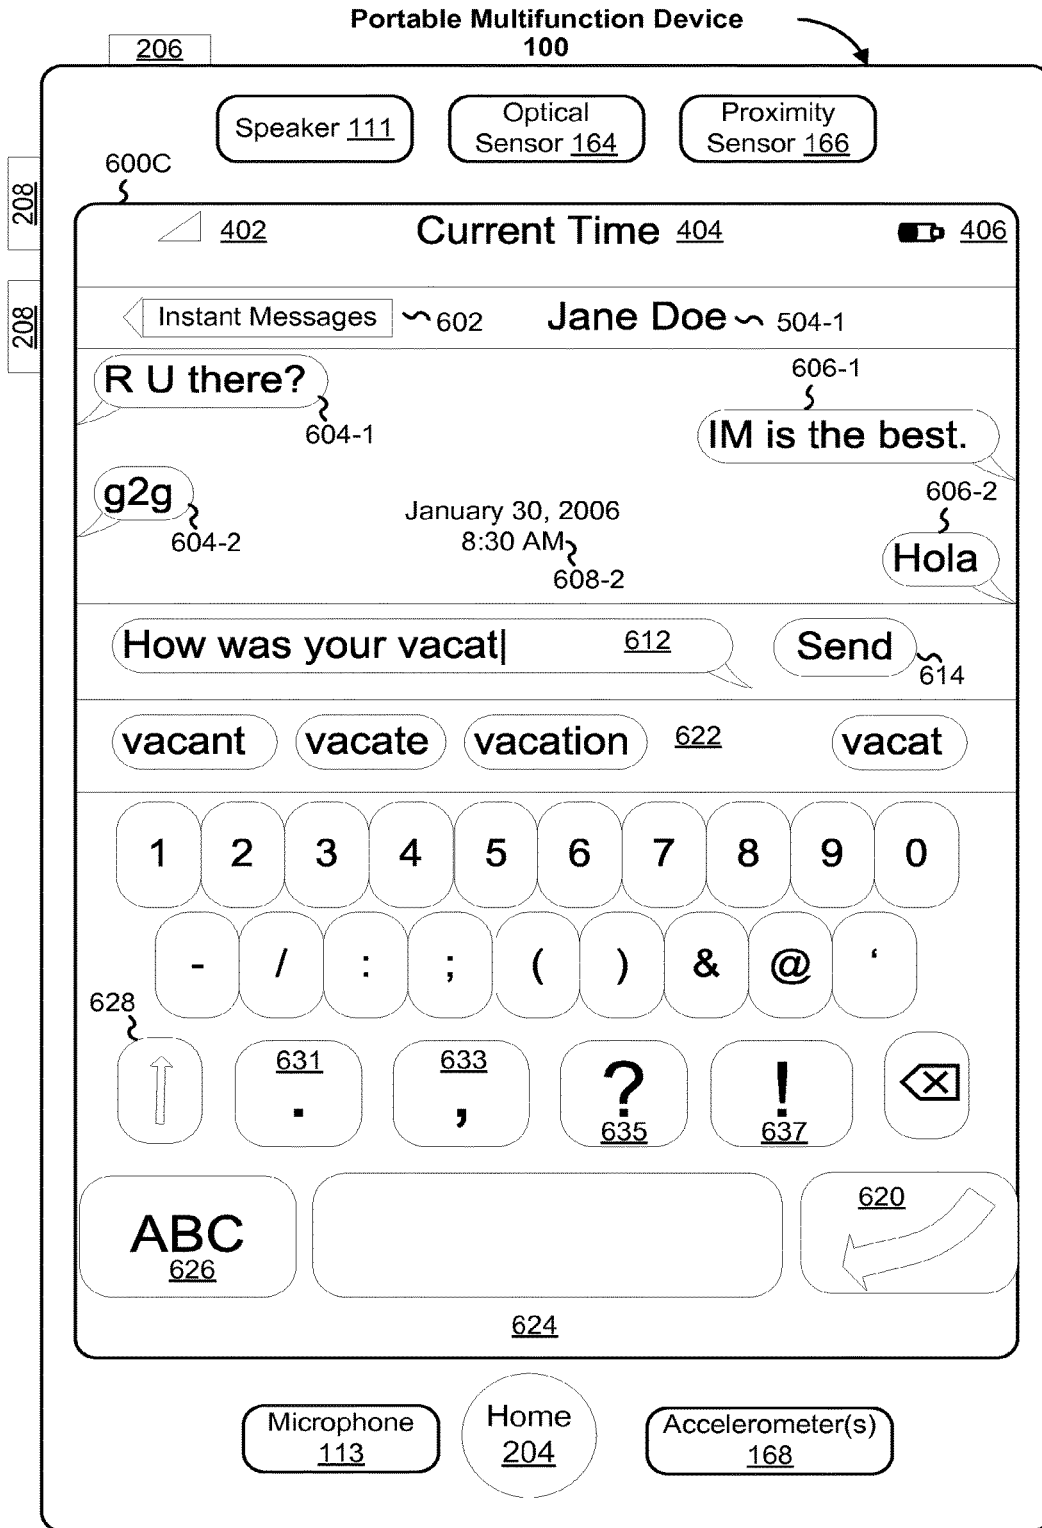 Portable Multifunction Device
100
206
Speaker 111
Optical
Sensor 164
Proximity
Sensor 166
600C
208
402
Current Time 404
406
208
Instant Messages
602
Jane Doe
504-1
R U there?
604-1
606-1
IM is the best.
g2g
604-2
January 30, 2006
8:30 AM
608-2
606-2
Hola
How was your vacat|
612
Send
614
vacant
vacate
vacation
622
vacat
1 2 3 4 5 6 7 8 9 0
- / : ; ( ) & @ ‘
628
631
.
633
,
?
635
!
637
ABC
626
620
624
Microphone
113
Home
204
Accelerometer(s)
168